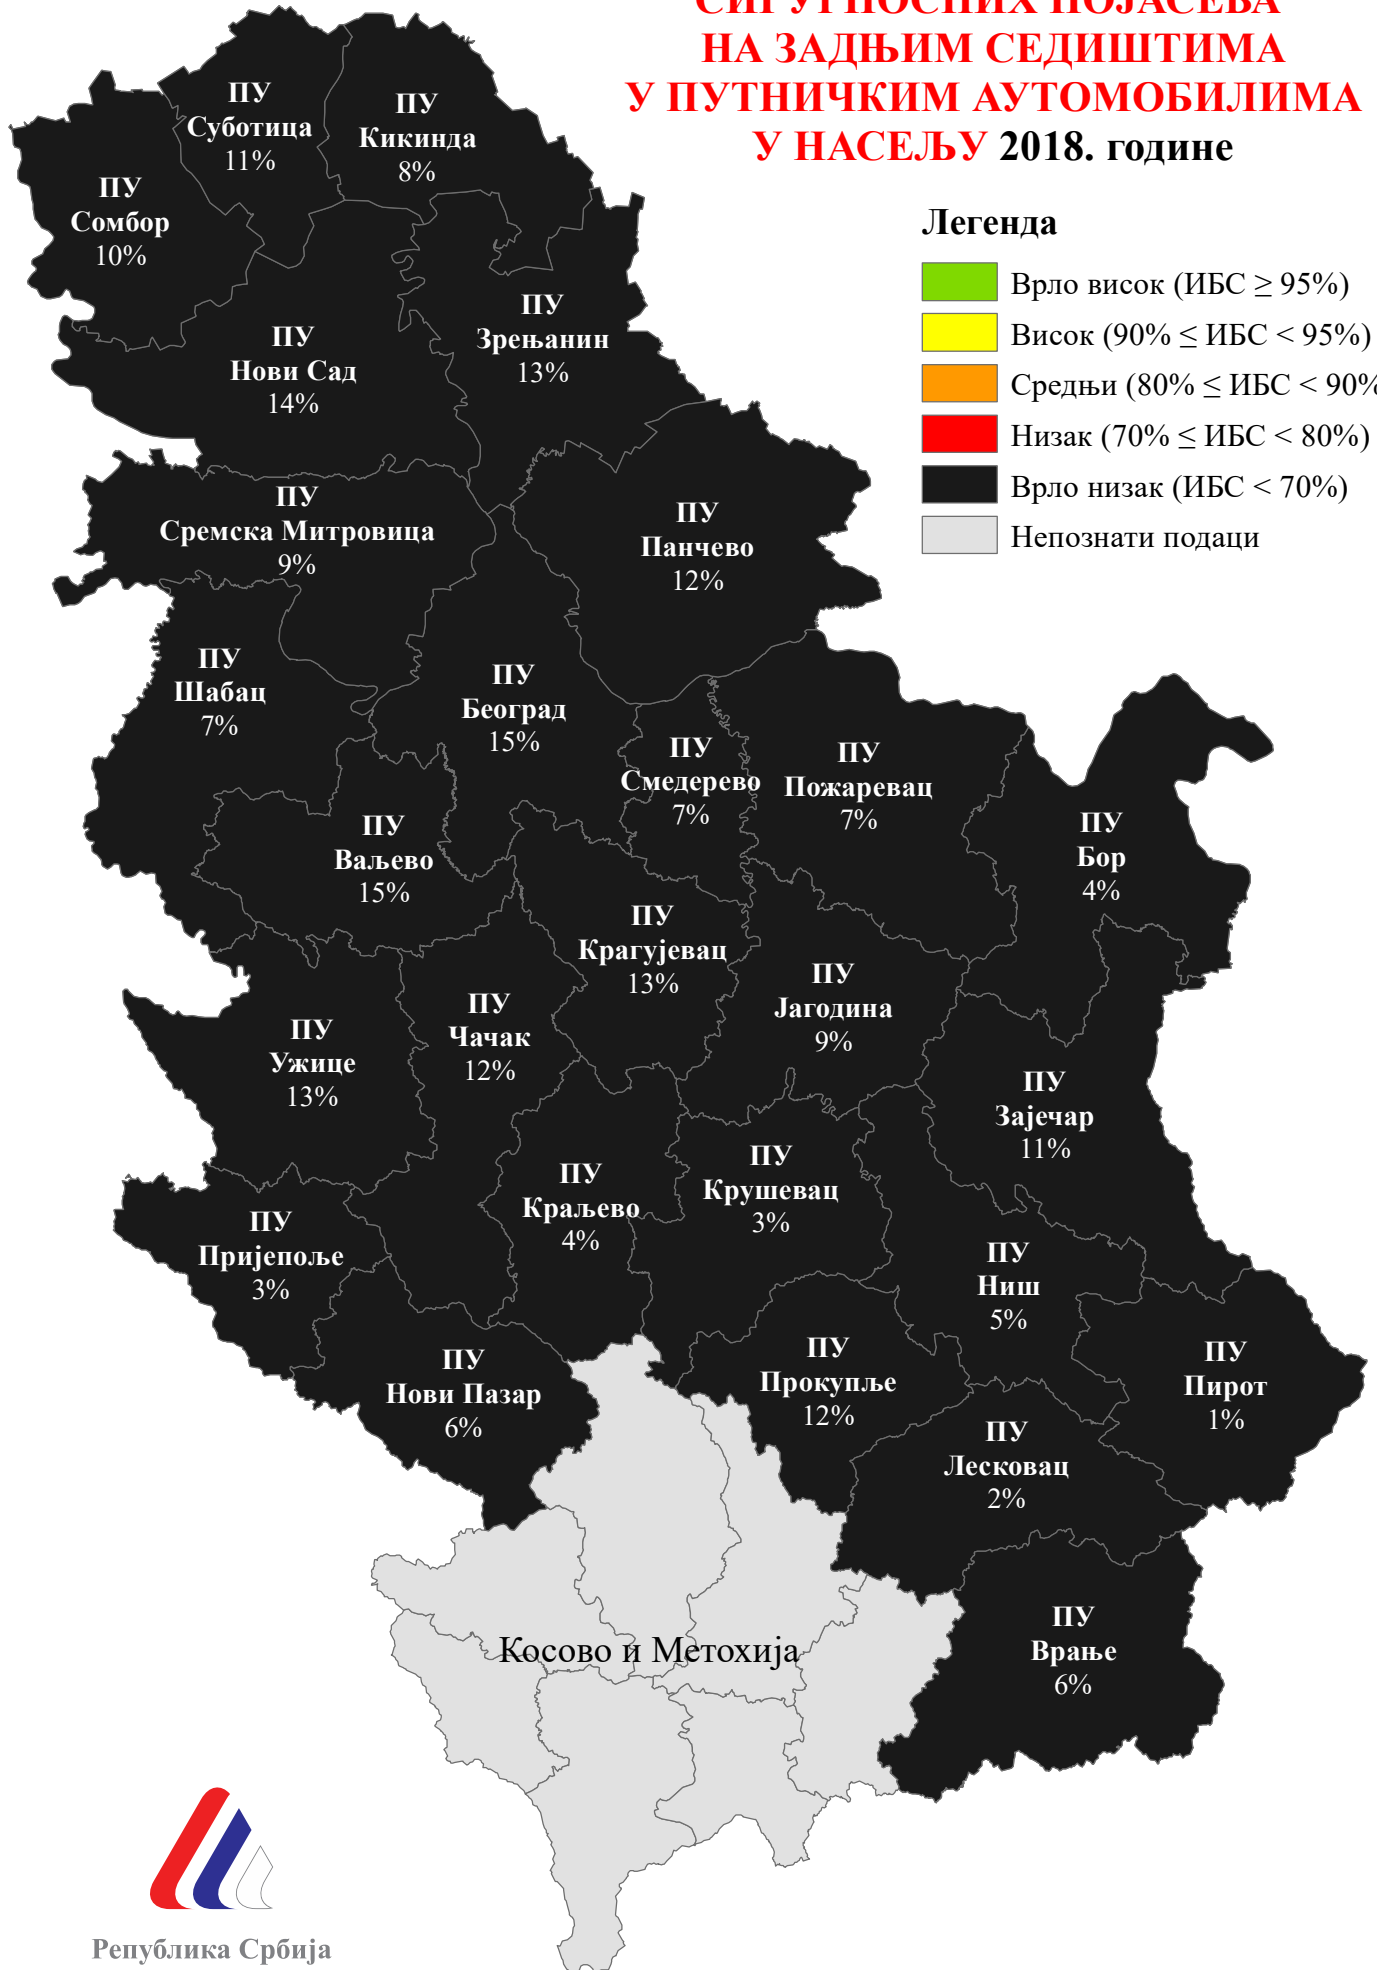 СИГУРНОСНИХ ПОЈАСЕВА
НА ЗАДЊИМ СЕДИШТИМА
У ПУТНИЧКИМ АУТОМОБИЛИМА
У НАСЕЉУ 2018. године
Легенда
Врло висок (ИБС ≥ 95%)
Висок (90% ≤ ИБС < 95%)
Средњи (80% ≤ ИБС < 90%
Низак (70% ≤ ИБС < 80%)
Врло низак (ИБС < 70%)
Непознати подаци
ПУ
Суботица
11%
ПУ
Кикинда
8%
ПУ
Сомбор
10%
ПУ
Зрењанин
13%
ПУ
Нови Сад
14%
ПУ
Сремска Митровица
9%
ПУ
Панчево
12%
ПУ
Шабац
7%
ПУ
Београд
15%
ПУ
Смедерево
7%
ПУ
Пожаревац
7%
ПУ
Ваљево
15%
ПУ
Бор
4%
ПУ
Крагујевац
13%
ПУ
Јагодина
9%
ПУ
Чачак
12%
ПУ
Ужице
13%
ПУ
Зајечар
11%
ПУ
Краљево
4%
ПУ
Крушевац
3%
ПУ
Пријепоље
3%
ПУ
Ниш
5%
ПУ
Нови Пазар
6%
ПУ
Прокупље
12%
ПУ
Пирот
1%
ПУ
Лесковац
2%
ПУ
Врање
6%
Косово и Метохија
Република Србија